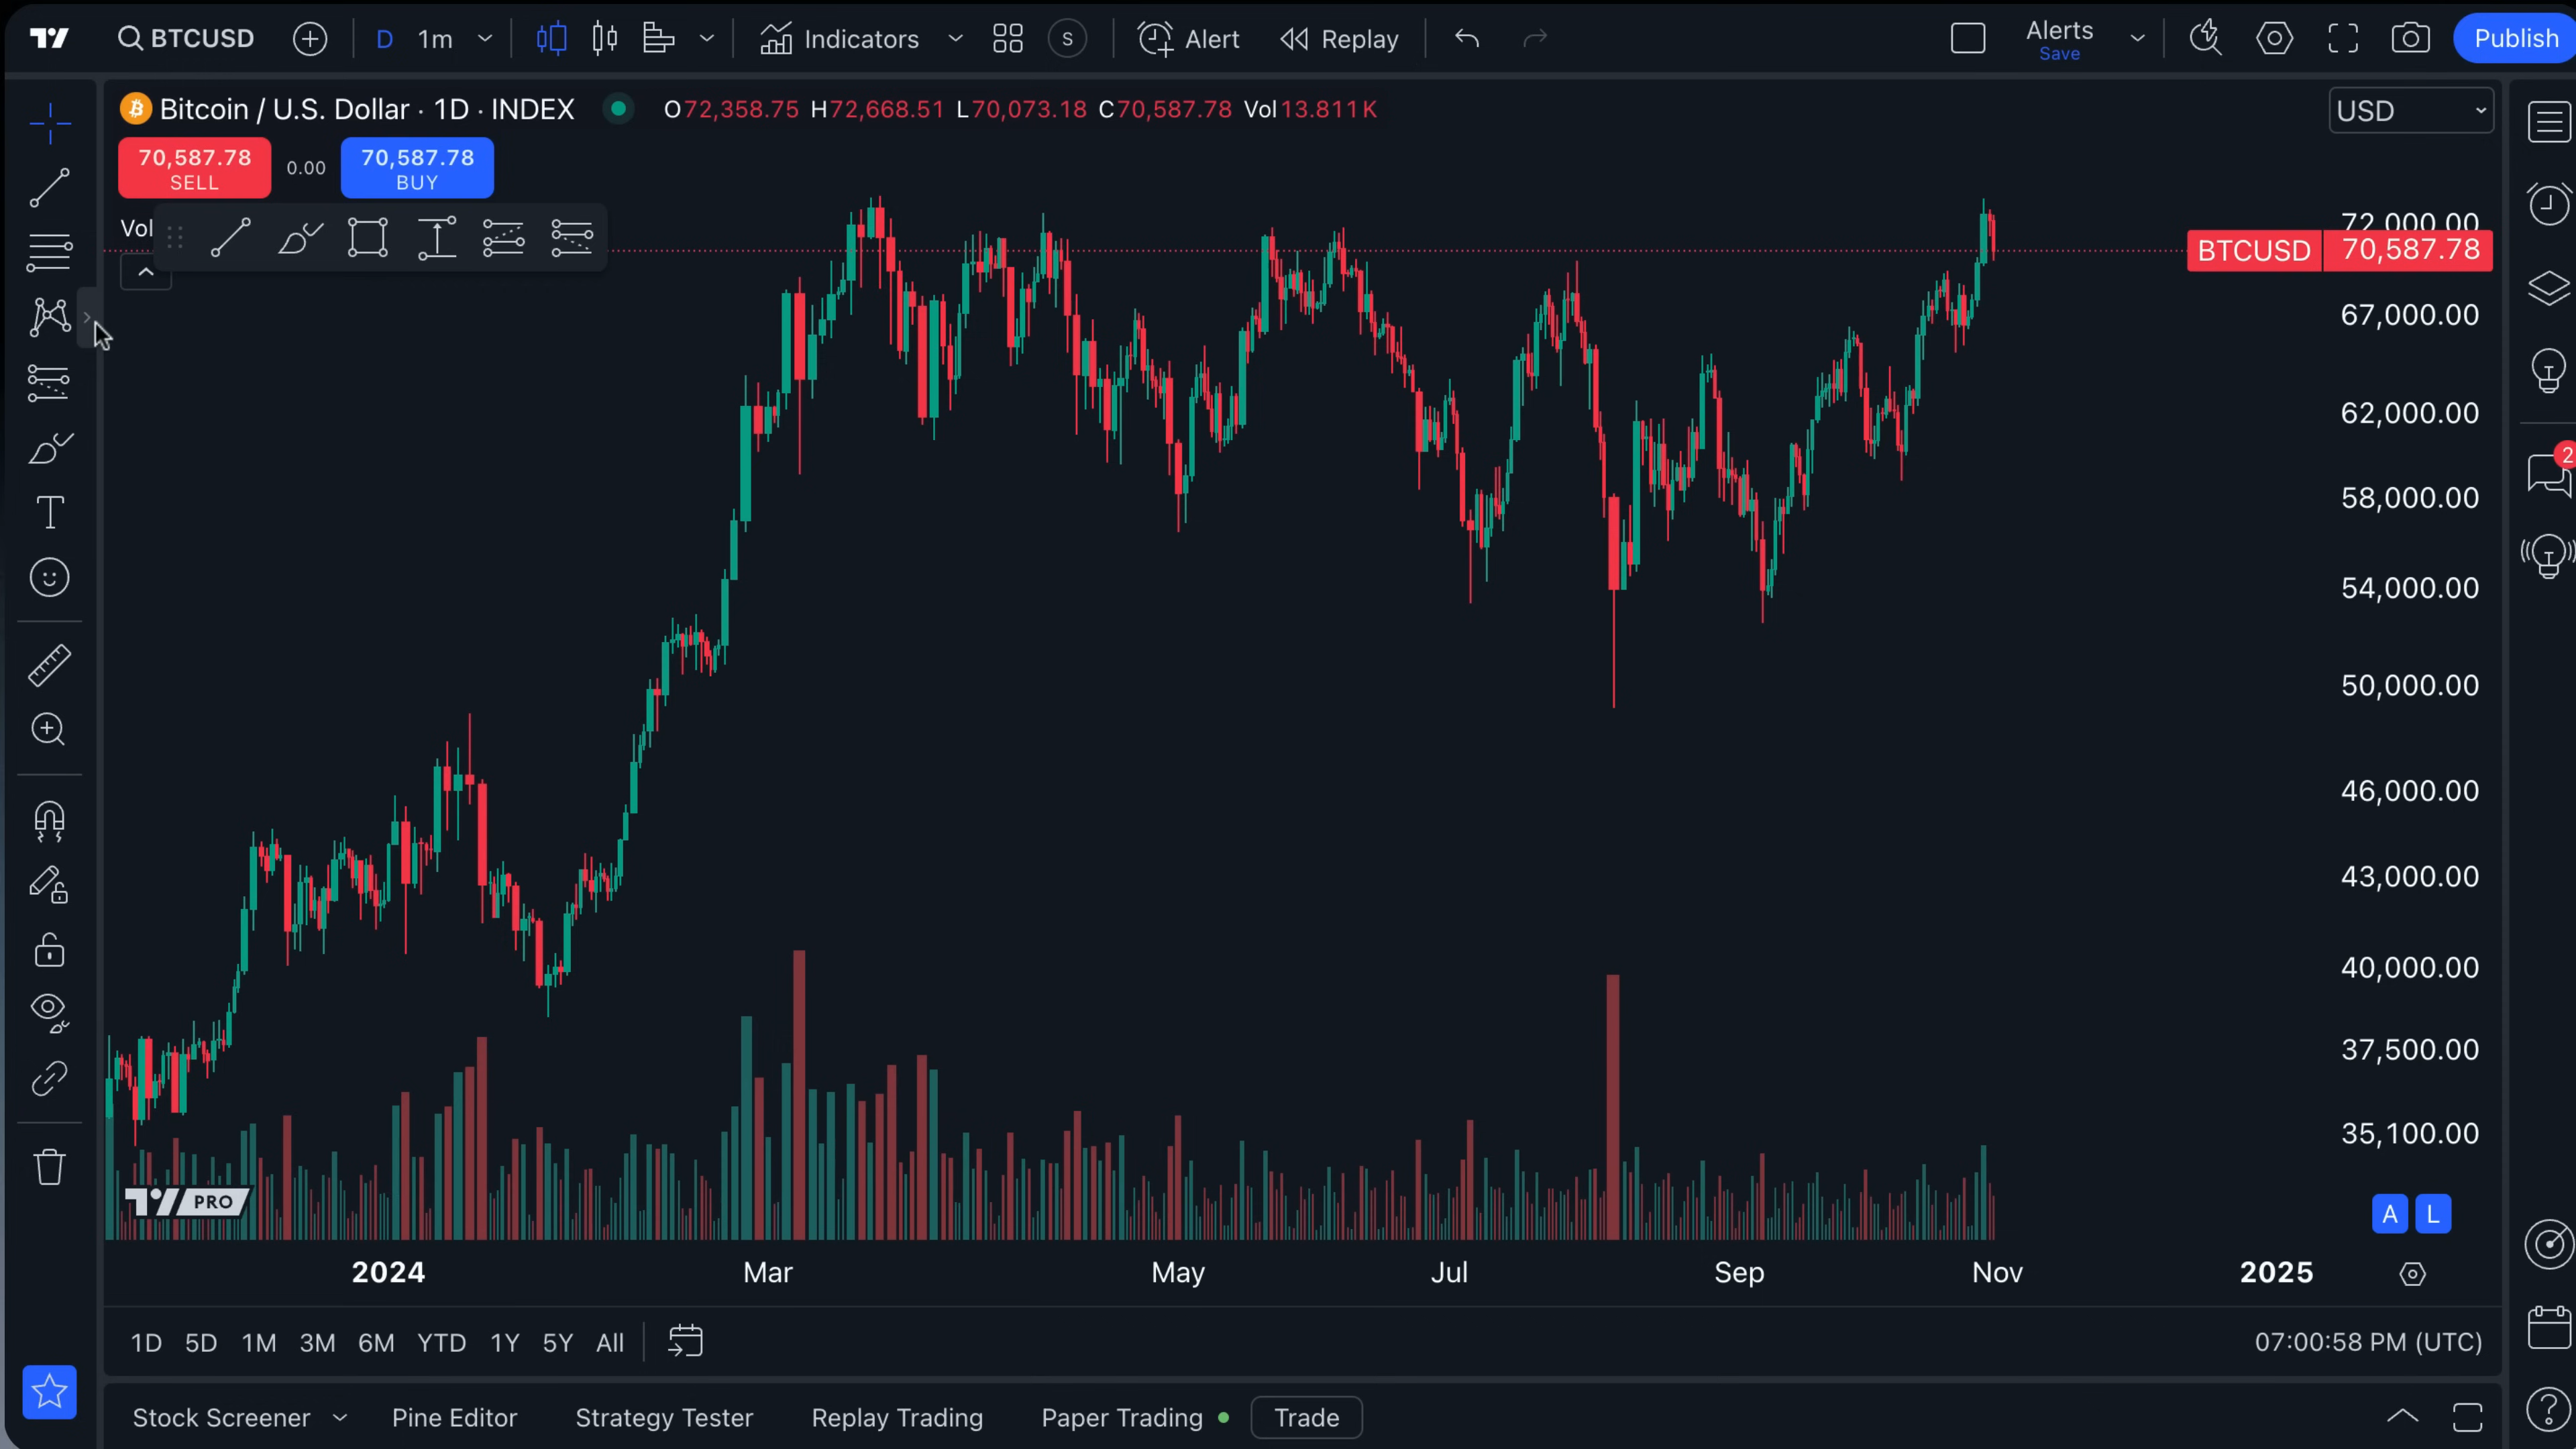 BTCUSD D 1m Indicators S Alert Replay Alerts Save Publish
Bitcoin / U.S. Dollar · 1D · INDEX O72,358.75 H72,668.51 L70,073.18 C70,587.78 Vol13.811K USD
70,587.78 SELL 0.00 70,587.78 BUY
Vol
72,000.00
BTCUSD 70,587.78
67,000.00
62,000.00
2
58,000.00
54,000.00
50,000.00
46,000.00
43,000.00
40,000.00
37,500.00
35,100.00
PRO
A L
2024 Mar May Jul Sep Nov 2025
1D 5D 1M 3M 6M YTD 1Y 5Y All 07:00:58 PM (UTC)
Stock Screener Pine Editor Strategy Tester Replay Trading Paper Trading Trade